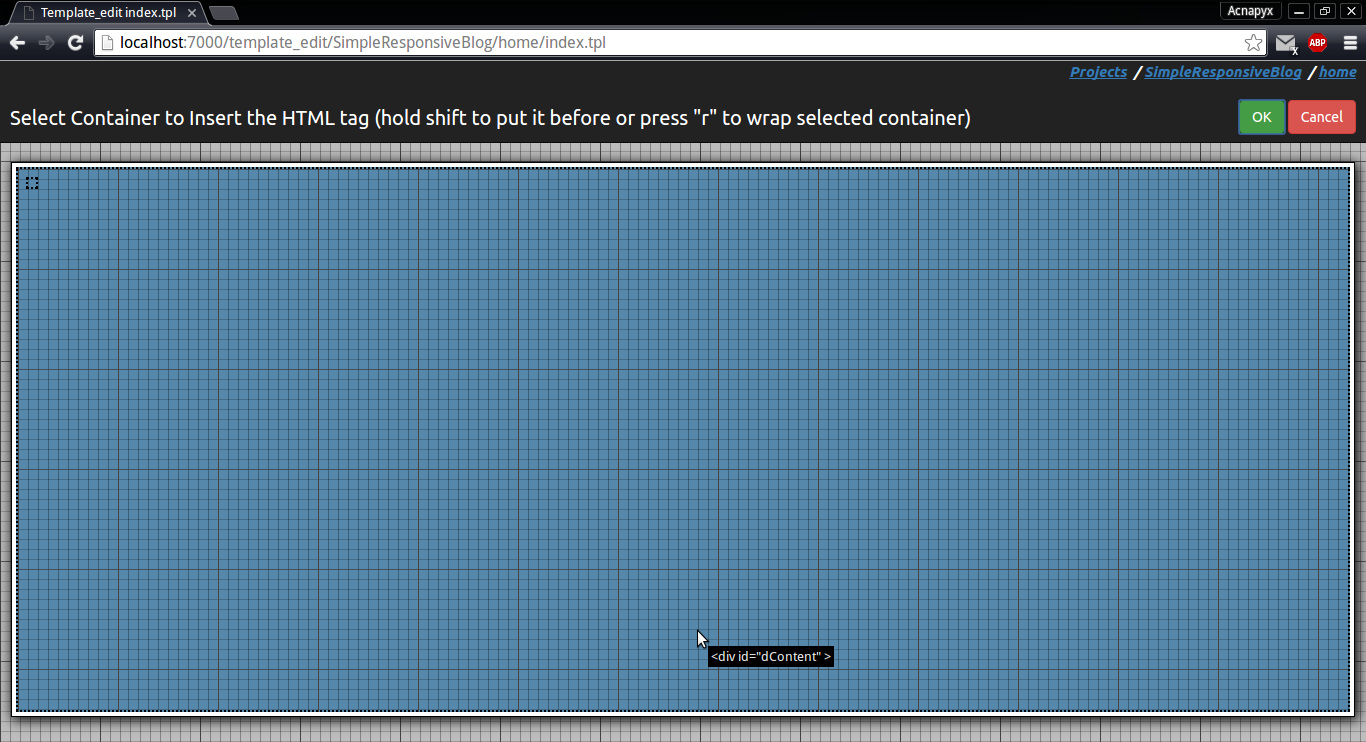 Template_edit index.tpl
Acnapyx
localhost:7000/template_edit/SimpleResponsiveBlog/home/index.tpl
x
ABP
Projects / SimpleResponsiveBlog / home
Select Container to Insert the HTML tag (hold shift to put it before or press "r" to wrap selected container)
OK
Cancel
<div id="dContent" >